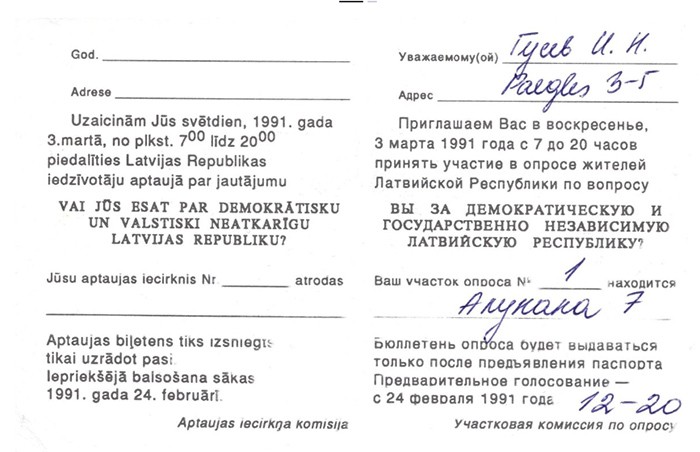 God.
Adrese
Uzaicinām Jūs svētdien, 1991. gada
3.martā, no plkst. 7⁰⁰ līdz 20⁰⁰
piedalīties Latvijas Republikas
iedzīvotāju aptaujā par jautājumu
VAI JŪS ESAT PAR DEMOKRĀTISKU
UN VALSTISKI NEATKARĪGU
LATVIJAS REPUBLIKU?
Jūsu aptaujas iecirknis Nr atrodas
Aptaujas biļetens tiks izsniegts
tikai uzrādot pasi
Iepriekšējā balsošana sākas
1991. gada 24. februārī.
Aptaujas iecirkņa komisija
Уважаемому(ой) Гусев И. Н.
Адрес Paegles 3-5
Приглашаем Вас в воскресенье,
3 марта 1991 года с 7 до 20 часов
принять участие в опросе жителей
Латвийской Республики по вопросу
ВЫ ЗА ДЕМОКРАТИЧЕСКУЮ И
ГОСУДАРСТВЕННО НЕЗАВИСИМУЮ
ЛАТВИЙСКУЮ РЕСПУБЛИКУ?
Ваш участок опроса № 1 находится
Алунана 7
Бюллетень опроса будет выдаваться
только после предъявления паспорта
Предварительное голосование —
с 24 февраля 1991 года 12-20
Участковая комиссия по опросу